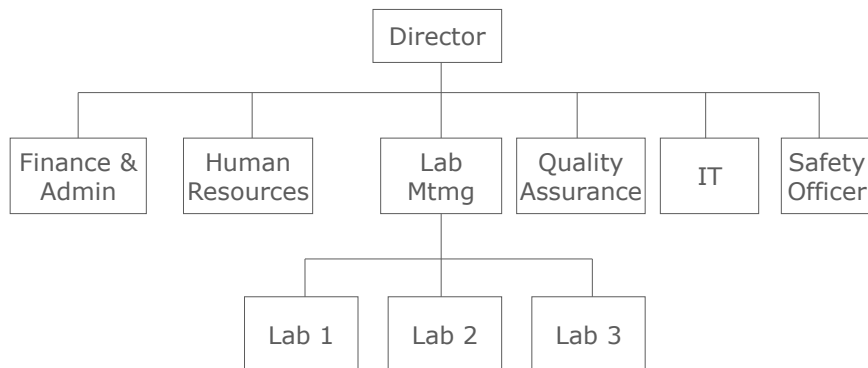 Director
Finance &
Admin
Human
Resources
Lab
Mtmg
Quality
Assurance
IT
Safety
Officer
Lab 1
Lab 2
Lab 3